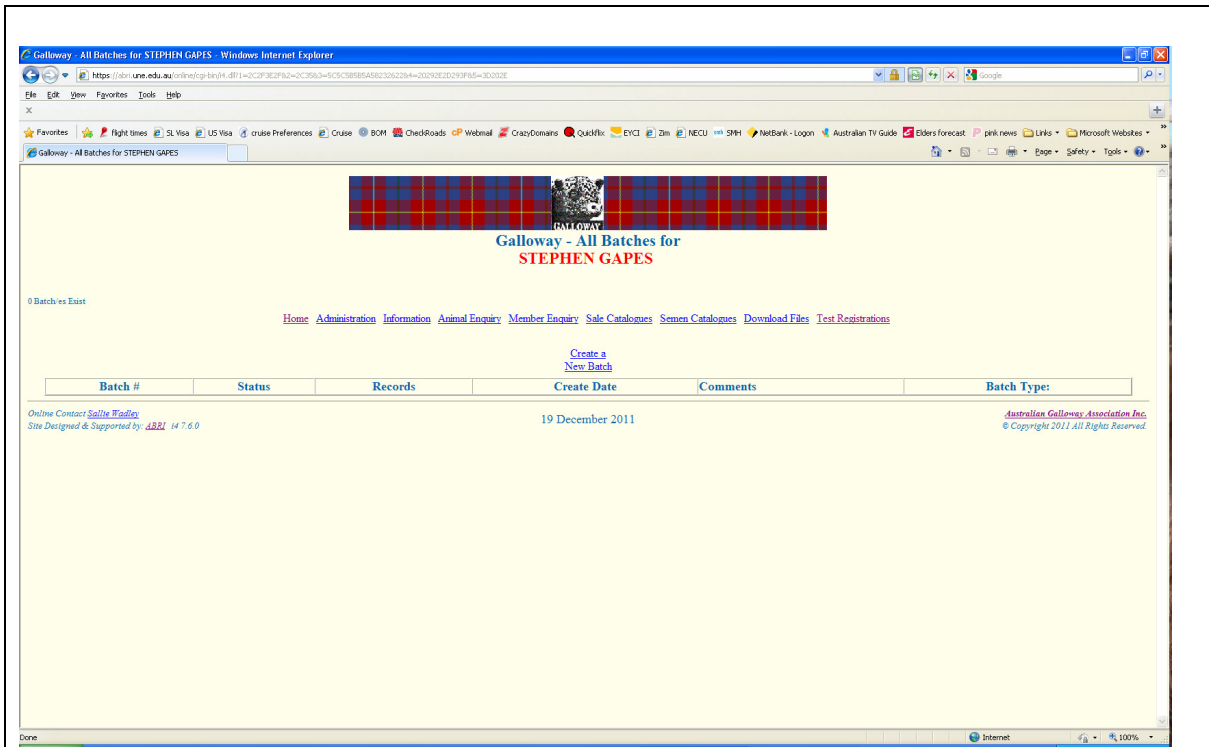 Galloway - All Batches for STEPHEN GAPES - Windows Internet Explorer
Google
File Edit View Favorites Tools Help
Favorites flight times SL Visa US Visa cruise Preferences Cruise BOM CheckRoads Webmail CrazyDomains Quickflix EYCI Zim NECU SMH NetBank - Logon Australian TV Guide Elders forecast pink news Links Microsoft Websites
Galloway - All Batches for STEPHEN GAPES
Page Safety Tools
GALLOWAY
Galloway - All Batches for
STEPHEN GAPES
0 Batch/es Exist
Home Administration Information Animal Enquiry Member Enquiry Sale Catalogues Semen Catalogues Download Files Test Registrations
Create a
New Batch
Batch # Status Records Create Date Comments Batch Type:
Online Contact Sallie Wadley
Site Designed & Supported by: ABRI i4 7.6.0
19 December 2011
Australian Galloway Association Inc.
© Copyright 2011 All Rights Reserved.
Done Internet 100%